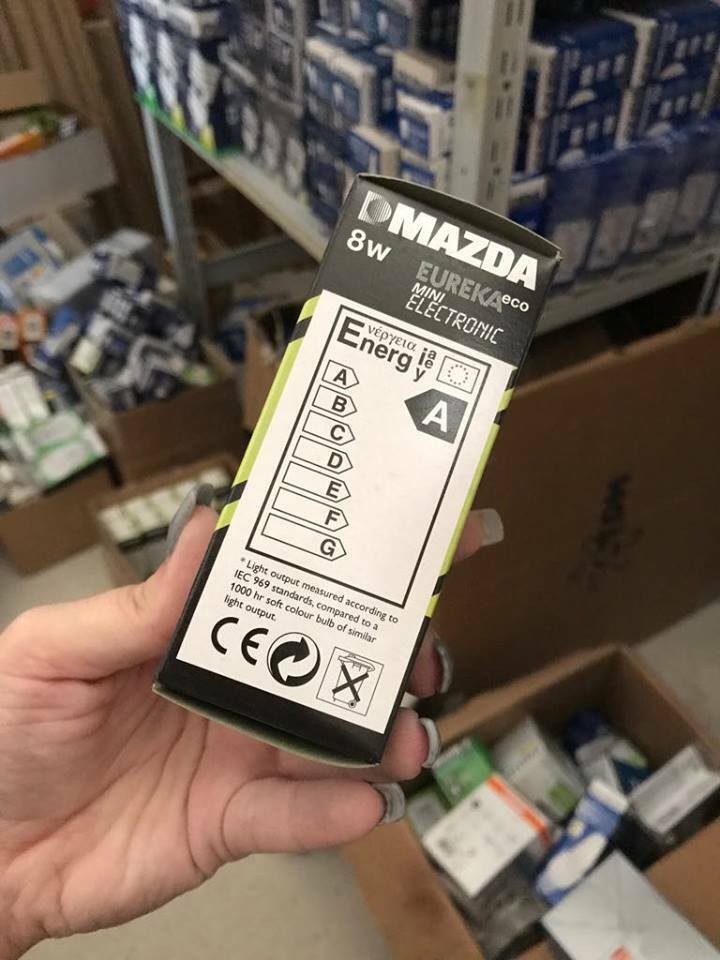 MAZDA
8W
EUREKA eco
MINI
ELECTRONIC
Energ
νέργεια
ie
ia
y
A
A
B
C
D
E
F
G
* Light output measured according to
IEC 969 standards, compared to a
1000 hr soft colour bulb of similar
light output.
CE